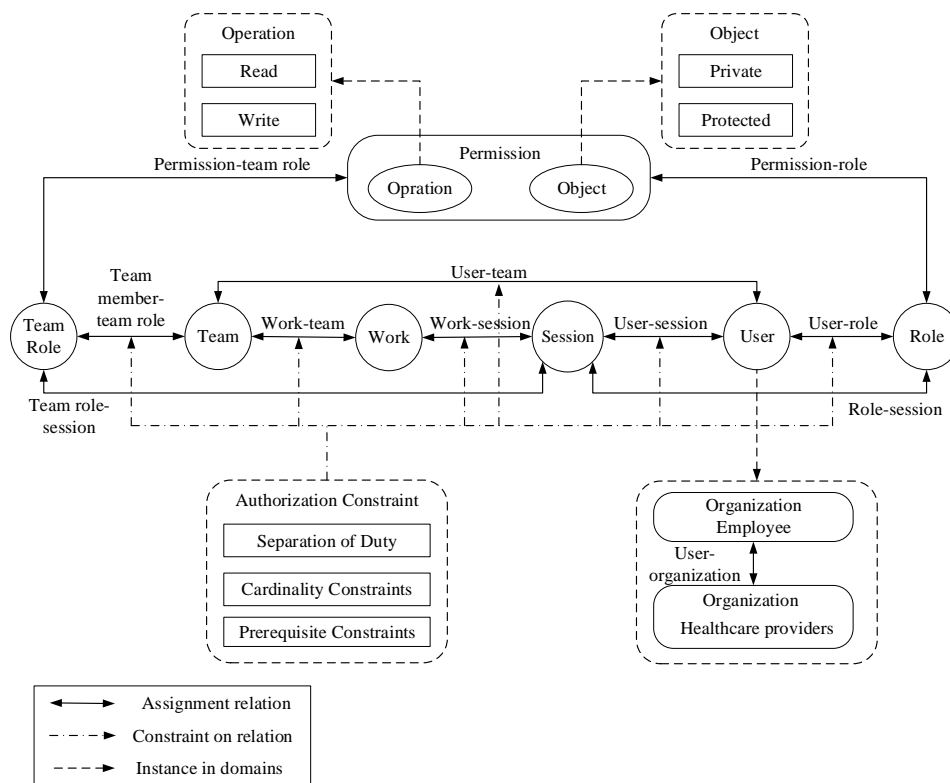 Operation
Read
Write
Object
Private
Protected
Permission
Opration
Object
Permission-team role
Permission-role
Team
member-
team role
User-team
Team
Role
Team
Work-team
Work
Work-session
Session
User-session
User
User-role
Role
Team role-
session
Role-session
Authorization Constraint
Separation of Duty
Cardinality Constraints
Prerequisite Constraints
Organization
Employee
User-
organization
Organization
Healthcare providers
Assignment relation
Constraint on relation
Instance in domains